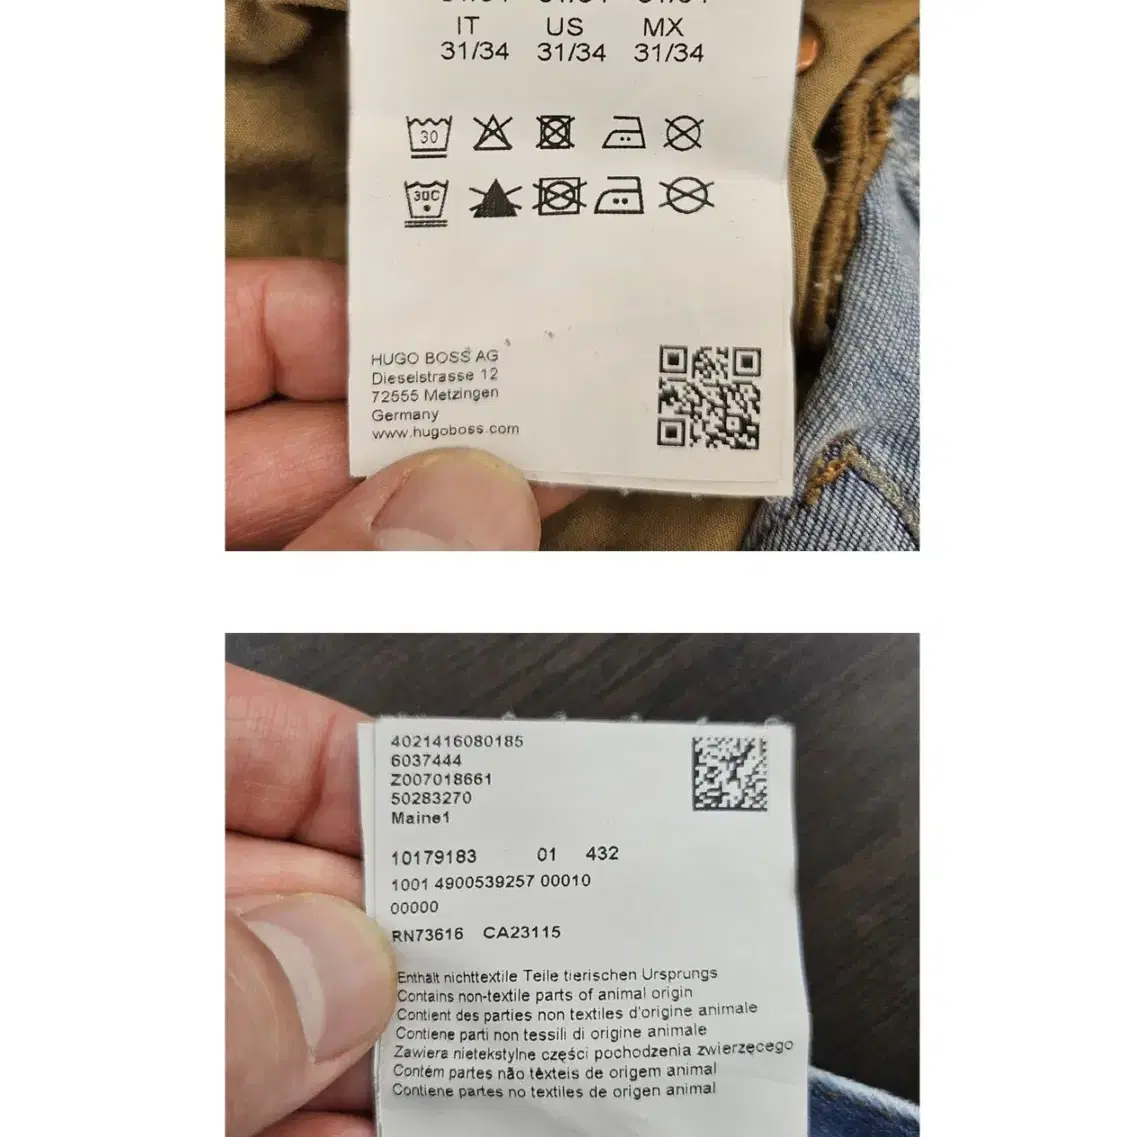 IT US MX
31/34 31/34 31/34
30
30C
HUGO BOSS AG
Dieselstrasse 12
72555 Metzingen
Germany
www.hugoboss.com
4021416080185
6037444
Z007018661
50283270
Maine1
10179183 01 432
1001 4900539257 00010
00000
RN73616 CA23115
Enthält nichttextile Teile tierischen Ursprungs
Contains non-textile parts of animal origin
Contient des parties non textiles d'origine animale
Contiene parti non tessili di origine animale
Zawiera nietekstylne części pochodzenia zwierzęcego
Contém partes não têxteis de origem animal
Contiene partes no textiles de origen animal